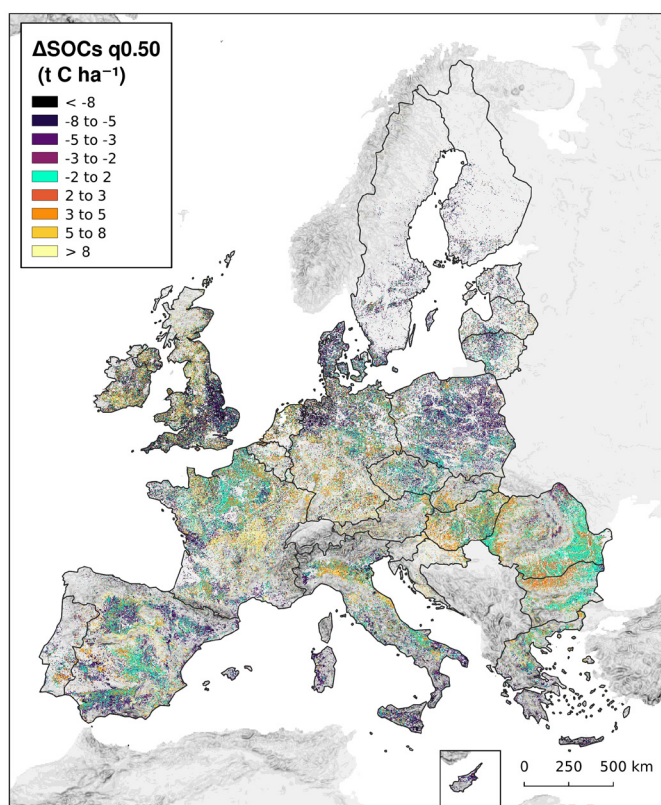 ΔSOCs q0.50
(t C ha⁻¹)
< -8
-8 to -5
-5 to -3
-3 to -2
-2 to 2
2 to 3
3 to 5
5 to 8
> 8
0 250 500 km